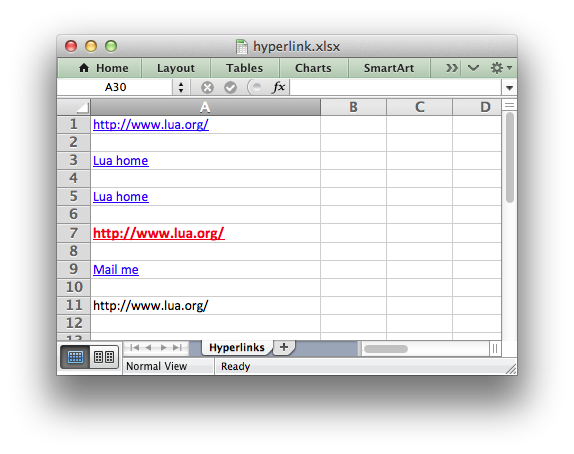 hyperlink.xlsx
Home Layout Tables Charts SmartArt
A30 fx
A B C D
1 http://www.lua.org/
2
3 Lua home
4
5 Lua home
6
7 http://www.lua.org/
8
9 Mail me
10
11 http://www.lua.org/
12
13
Hyperlinks
Normal View Ready